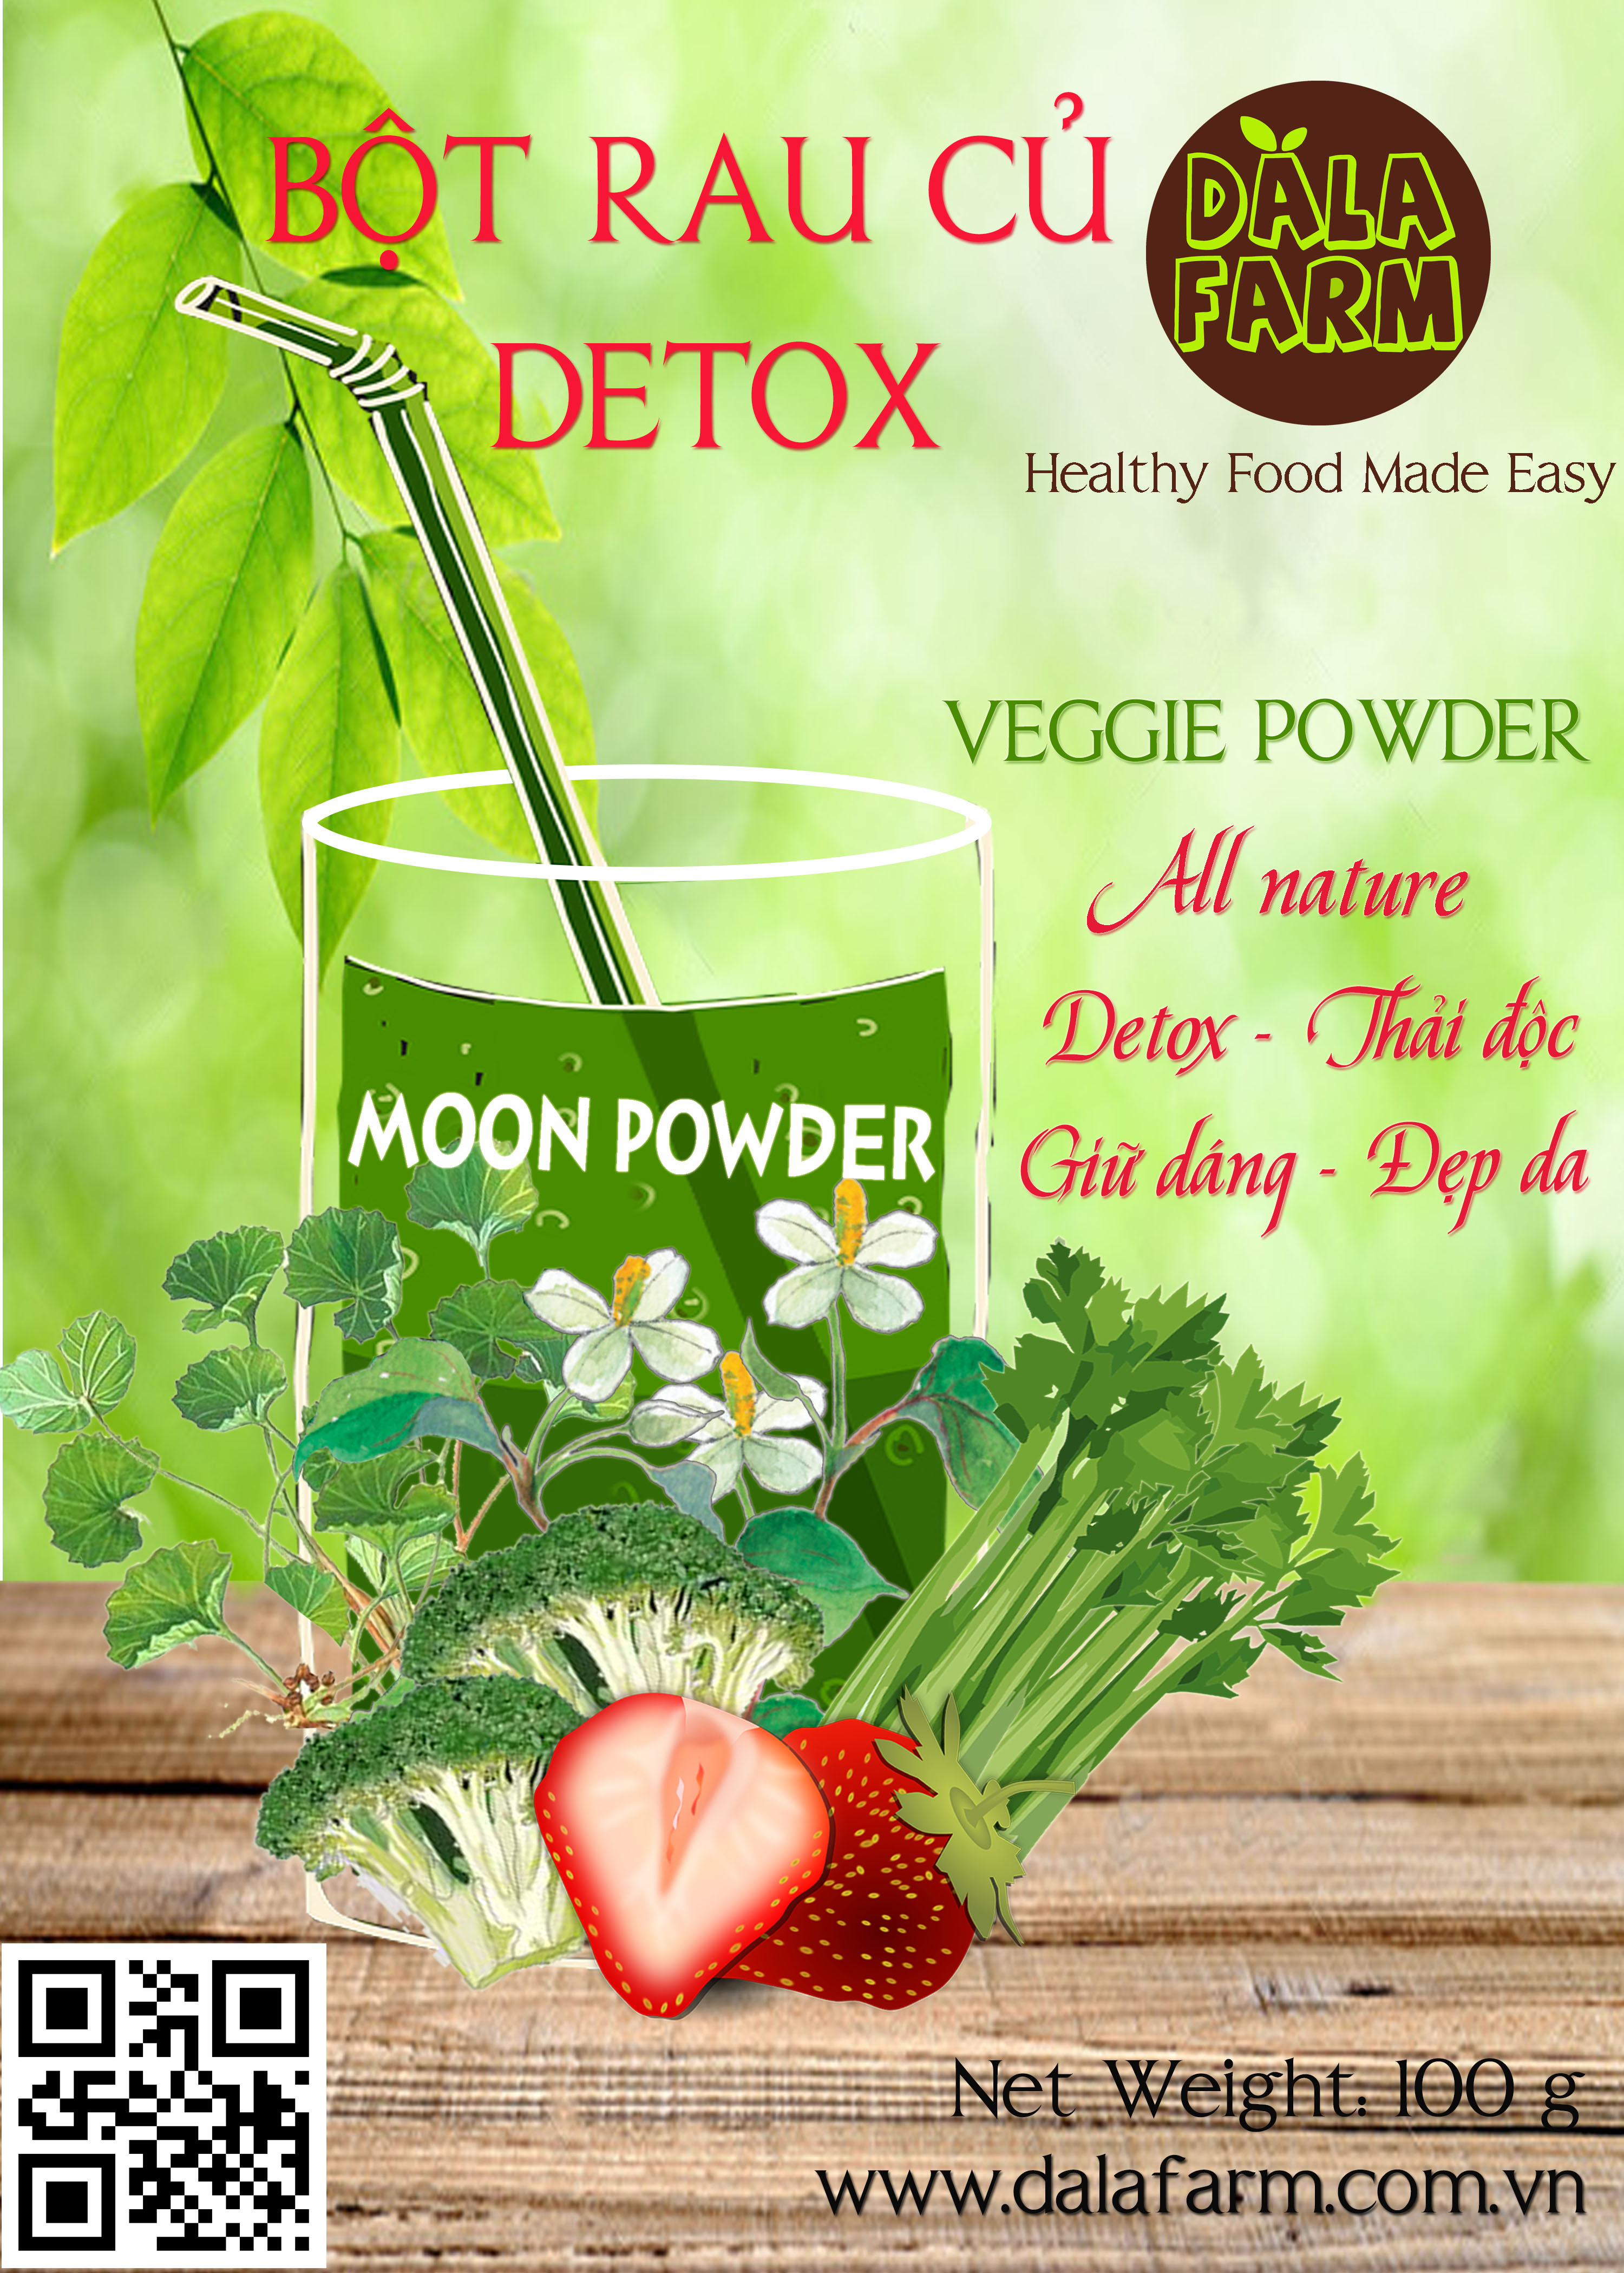 BỘT RAU CỦ
DETOX
DALA
FARM
Healthy Food Made Easy
VEGGIE POWDER
All nature
Detox - Thải độc
Giữ dáng - Đẹp da
MOON POWDER
Net Weight: 100 g
www.dalafarm.com.vn